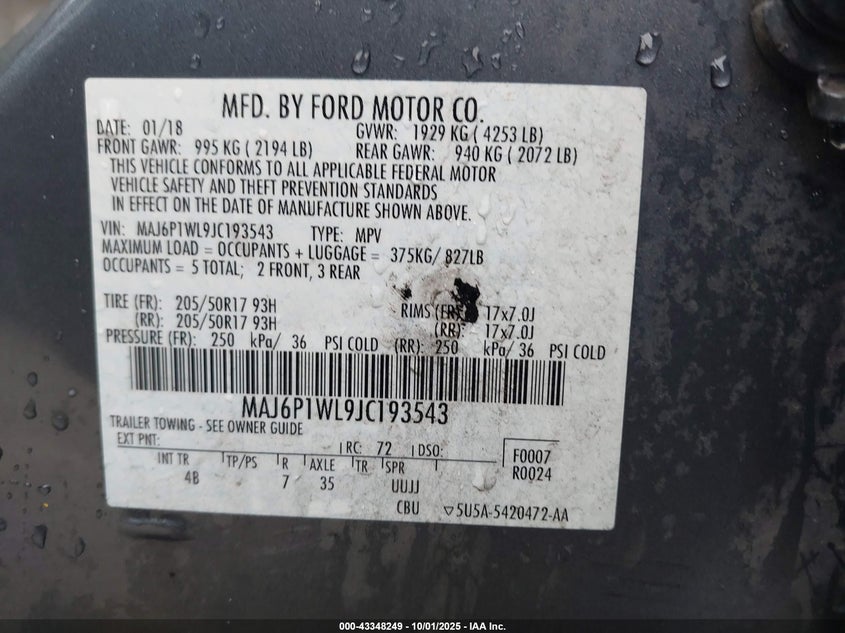 MFD. BY FORD MOTOR CO.
DATE: 01/18 GVWR: 1929 KG ( 4253 LB)
FRONT GAWR: 995 KG ( 2194 LB) REAR GAWR: 940 KG ( 2072 LB)
THIS VEHICLE CONFORMS TO ALL APPLICABLE FEDERAL MOTOR
VEHICLE SAFETY AND THEFT PREVENTION STANDARDS
IN EFFECT ON THE DATE OF MANUFACTURE SHOWN ABOVE.
VIN: MAJ6P1WL9JC193543 TYPE: MPV
MAXIMUM LOAD = OCCUPANTS + LUGGAGE = 375KG/ 827LB
OCCUPANTS = 5 TOTAL; 2 FRONT, 3 REAR
TIRE (FR): 205/50R17 93H RIMS (FR): 17x7.0J
(RR): 205/50R17 93H (RR): 17x7.0J
PRESSURE (FR): 250 kPa/ 36 PSI COLD (RR): 250 kPa/ 36 PSI COLD
MAJ6P1WL9JC193543
TRAILER TOWING - SEE OWNER GUIDE
EXT PNT: RC: 72 DSO: F0007
INT TR TP/PS R AXLE TR SPR R0024
4B 7 35 UUJJ
CBU ▽5U5A-5420472-AA
000-43348249 - 10/01/2025 - IAA Inc.